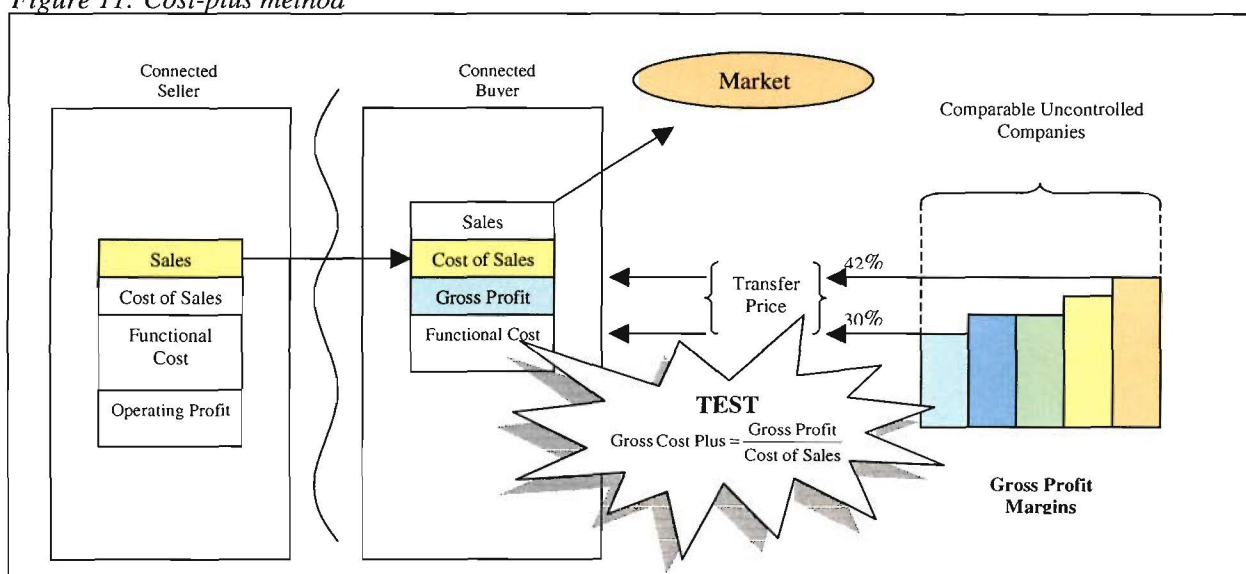 Figure 11: Cost-plus method
Connected
Seller
Connected
Buver
Market
Comparable Uncontrolled
Companies
Sales
Cost of Sales
Functional
Cost
Operating Profit
Sales
Cost of Sales
Gross Profit
Functional Cost
Transfer
Price
42%
30%
TEST
Gross Cost Plus = Gross Profit
Cost of Sales
Gross Profit
Margins